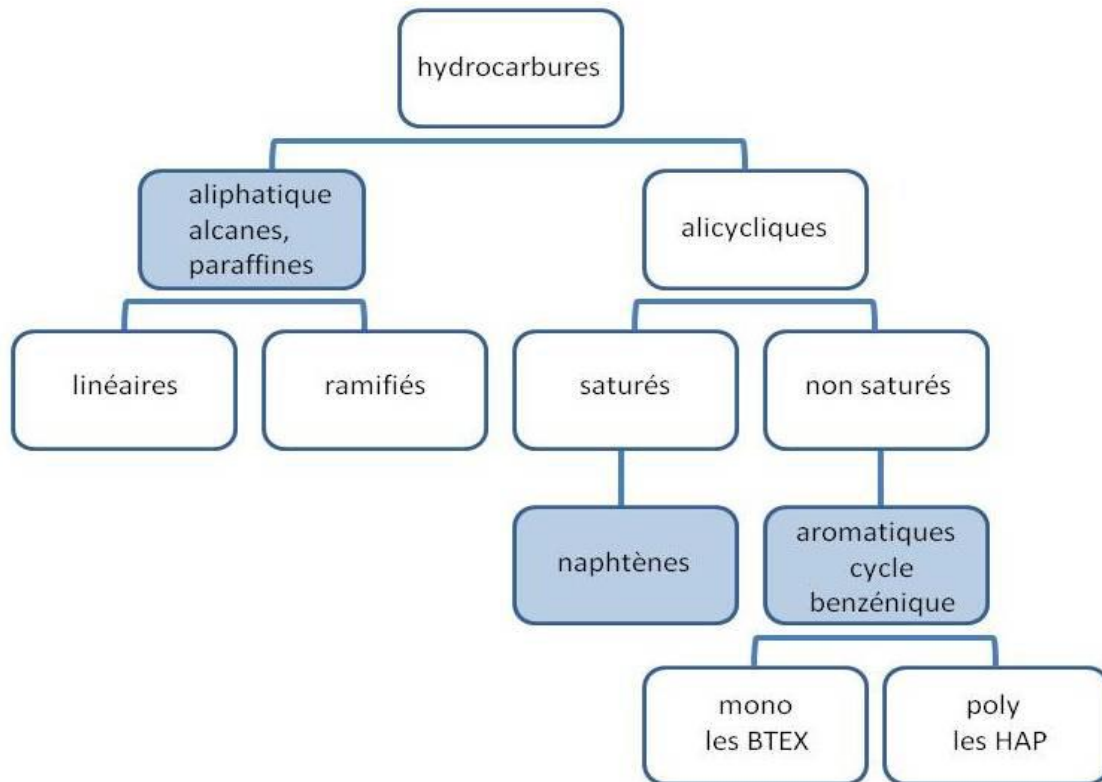 hydrocarbures
aliphatique
alcanes,
paraffines
alicycliques
linéaires
ramifiés
saturés
non saturés
naphtènes
aromatiques
cycle
benzénique
mono
les BTEX
poly
les HAP